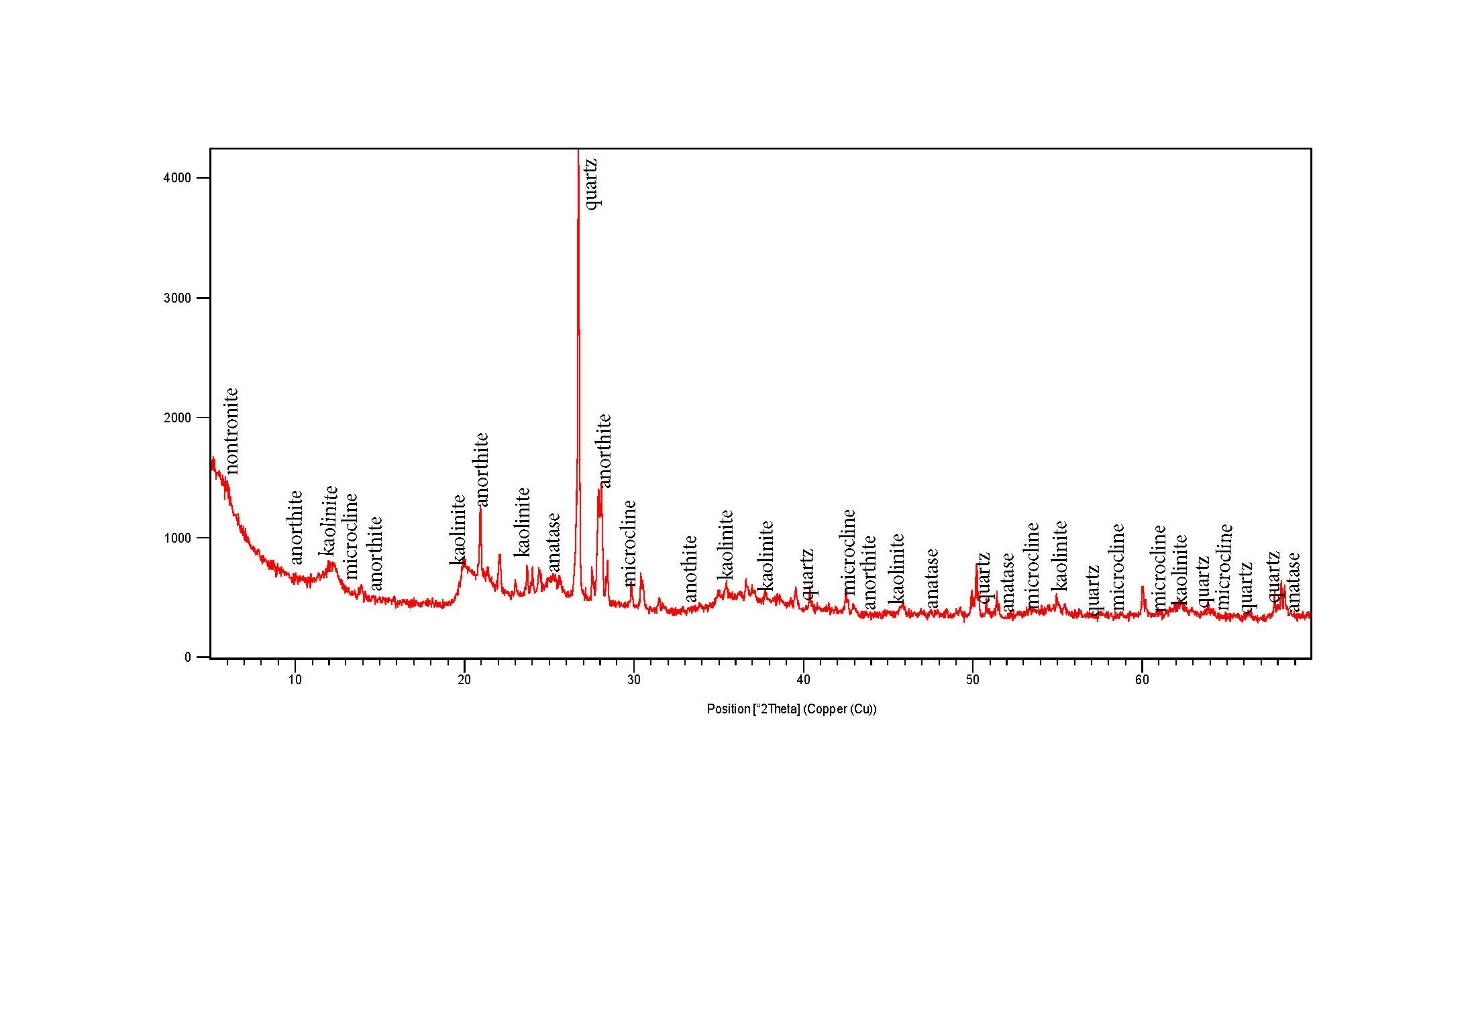 4000
3000
2000
1000
0
nontronite
anorthite
kaolinite
microcline
anorthite
kaolinite
anorthite
kaolinite
anatase
quartz
anorthite
microcline
anothite
kaolinite
kaolinite
quartz
microcline
anorthite
kaolinite
anatase
quartz
anatase
microcline
kaolinite
quartz
microcline
microcline
kaolinite
quartz
microcline
quartz
quartz
anatase
10
20
30
40
50
60
Position [°2Theta] (Copper (Cu))